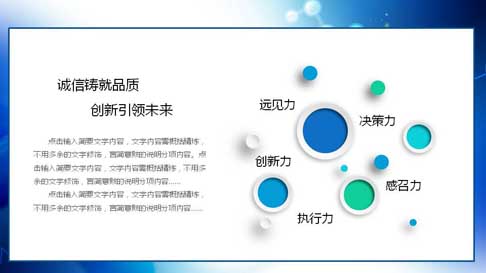 诚信铸就品质
创新引领未来
点击输入简要文字内容，文字内容需概括精炼，
不用多余的文字修饰，言简意赅的说明分项内容。点
击输入简要文字内容，文字内容需概括精炼，不用多
余的文字修饰，言简意赅的说明分项内容……
点击输入简要文字内容，文字内容需概括精炼，
不用多余的文字修饰，言简意赅的说明分项内容……
远见力
决策力
创新力
感召力
执行力